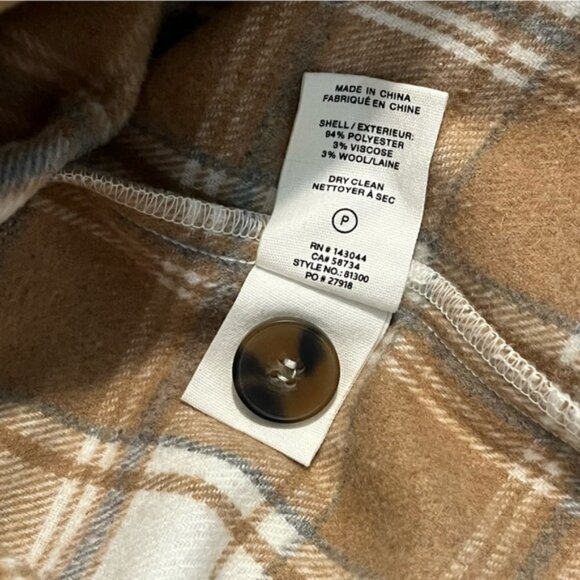 MADE IN CHINA
FABRIQUÉ EN CHINE
SHELL / EXTERIEUR:
94% POLYESTER
3% VISCOSE
3% WOOL/LAINE
DRY CLEAN
NETTOYER À SEC
P
RN # 143044
CA# 58734
STYLE NO.: 81300
PO # 27918